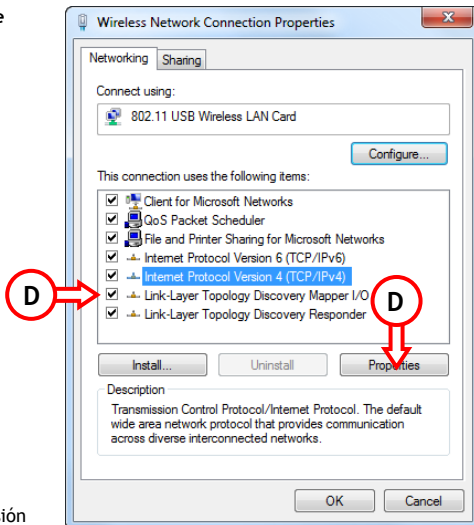 e
Wireless Network Connection Properties
Networking Sharing
Connect using:
802.11 USB Wireless LAN Card
Configure...
This connection uses the following items:
Client for Microsoft Networks
QoS Packet Scheduler
File and Printer Sharing for Microsoft Networks
Internet Protocol Version 6 (TCP/IPv6)
Internet Protocol Version 4 (TCP/IPv4)
D
Link-Layer Topology Discovery Mapper I/O
D
Link-Layer Topology Discovery Responder
Install... Uninstall Properties
Description
Transmission Control Protocol/Internet Protocol. The default
wide area network protocol that provides communication
across diverse interconnected networks.
OK Cancel
sión